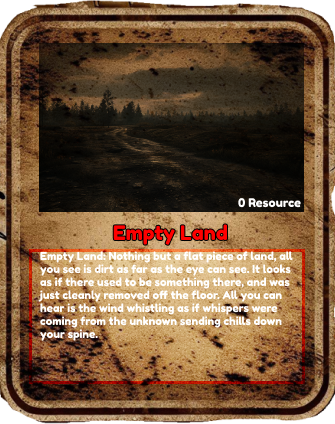 0 Resource
Empty Land
Empty Land: Nothing but a flat piece of land, all
you see is dirt as far as the eye can see. It looks
as if there used to be something there, and was
just cleanly removed off the floor. All you can
hear is the wind whistling as if whispers were
coming from the unknown sending chills down
your spine.